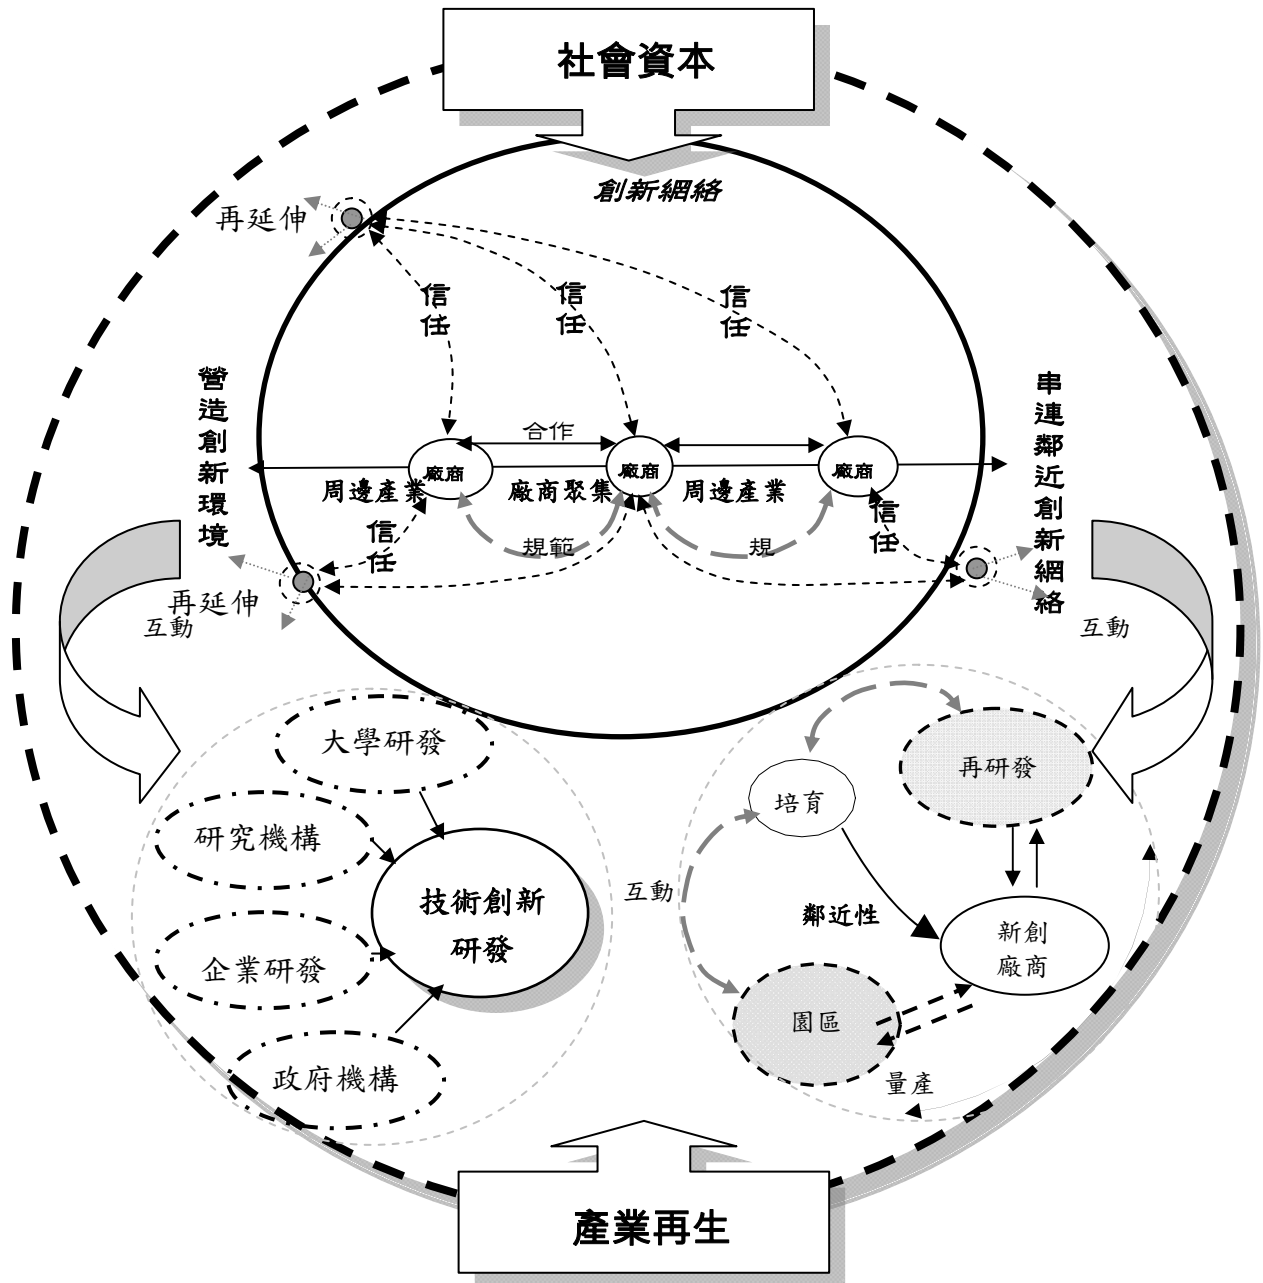 社會資本
創新網絡
再延伸
信任
信任
信任
營造創新環境
串連鄰近創新網絡
合作
廠商
廠商
廠商
周邊產業
廠商聚集
周邊產業
信任
規範
規
信任
再延伸
互動
互動
大學研發
再研發
培育
研究機構
技術創新
研發
互動
鄰近性
新創
廠商
企業研發
園區
政府機構
量產
產業再生